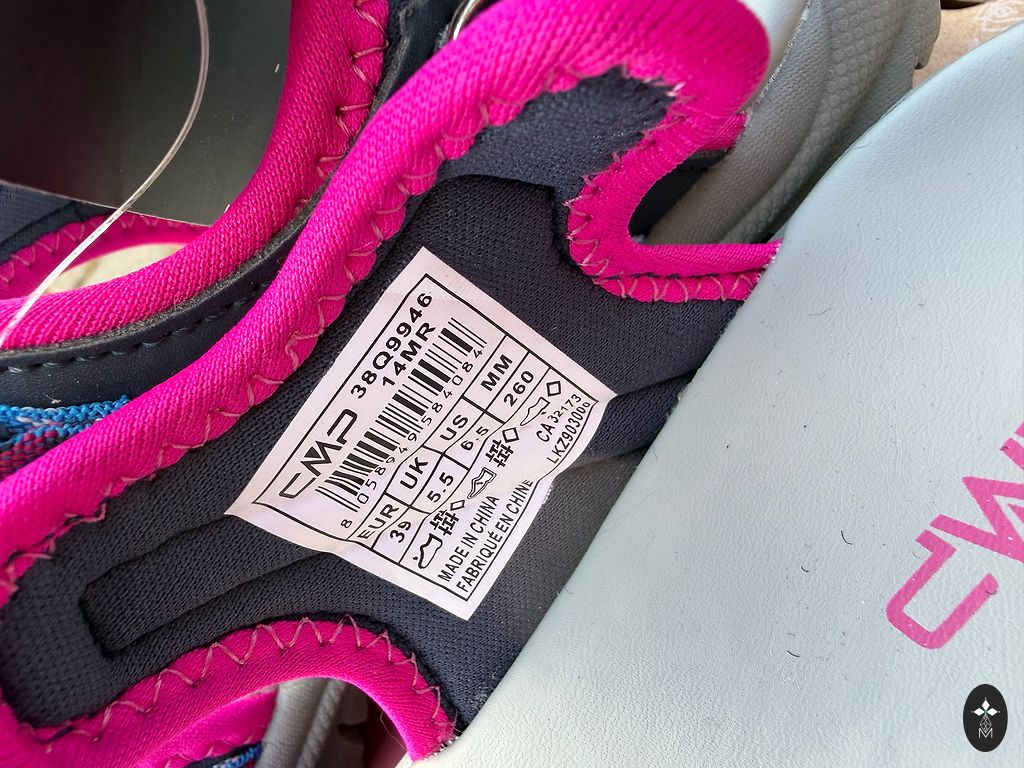 CMP 38Q9946
14MR
8 058949 584084
EUR UK US MM
39 5.5 6.5 260
CA 32173
LKZ903000
MADE IN CHINA
FABRIQUÉ EN CHINE
M